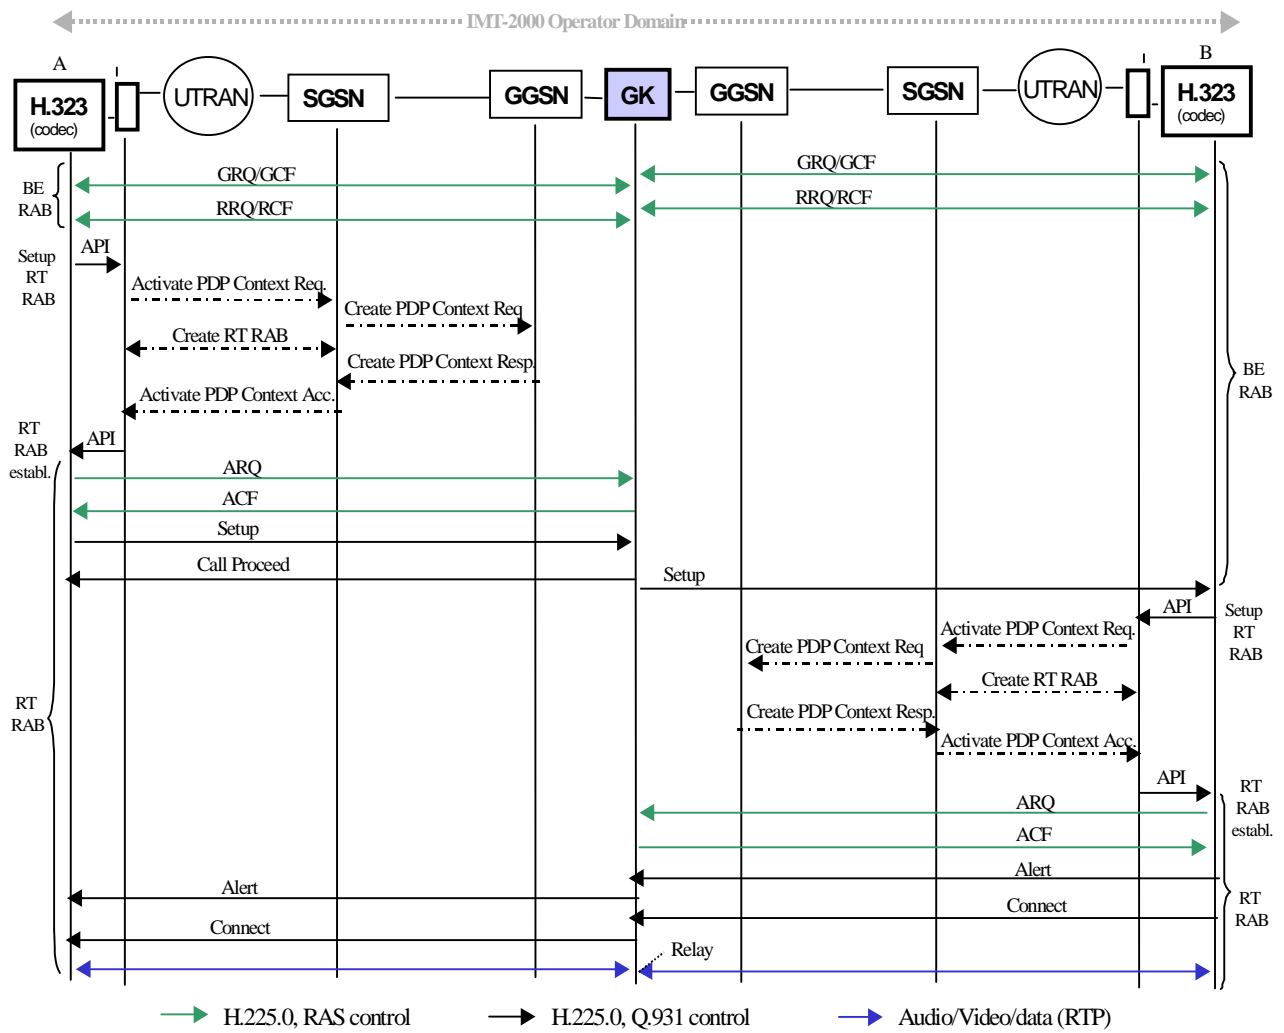 IMT-2000 Operator Domain
A
B
H.323
(codec)
UTRAN
SGSN
GGSN
GK
GGSN
SGSN
UTRAN
H.323
(codec)
GRQ/GCF
GRQ/GCF
BE
RAB
RRQ/RCF
RRQ/RCF
API
Setup
RT
RAB
Activate PDP Context Req.
Create PDP Context Req
Create RT RAB
Create PDP Context Resp.
BE
RAB
Activate PDP Context Acc.
RT
RAB
establ.
API
ARQ
ACF
Setup
Call Proceed
Setup
API
Setup
RT
RAB
Activate PDP Context Req.
Create PDP Context Req
Create RT RAB
RT
RAB
Create PDP Context Resp.
Activate PDP Context Acc.
API
RT
RAB
establ.
ARQ
ACF
Alert
Alert
RT
RAB
Connect
Connect
Relay
H.225.0, RAS control
H.225.0, Q.931 control
Audio/Video/data (RTP)